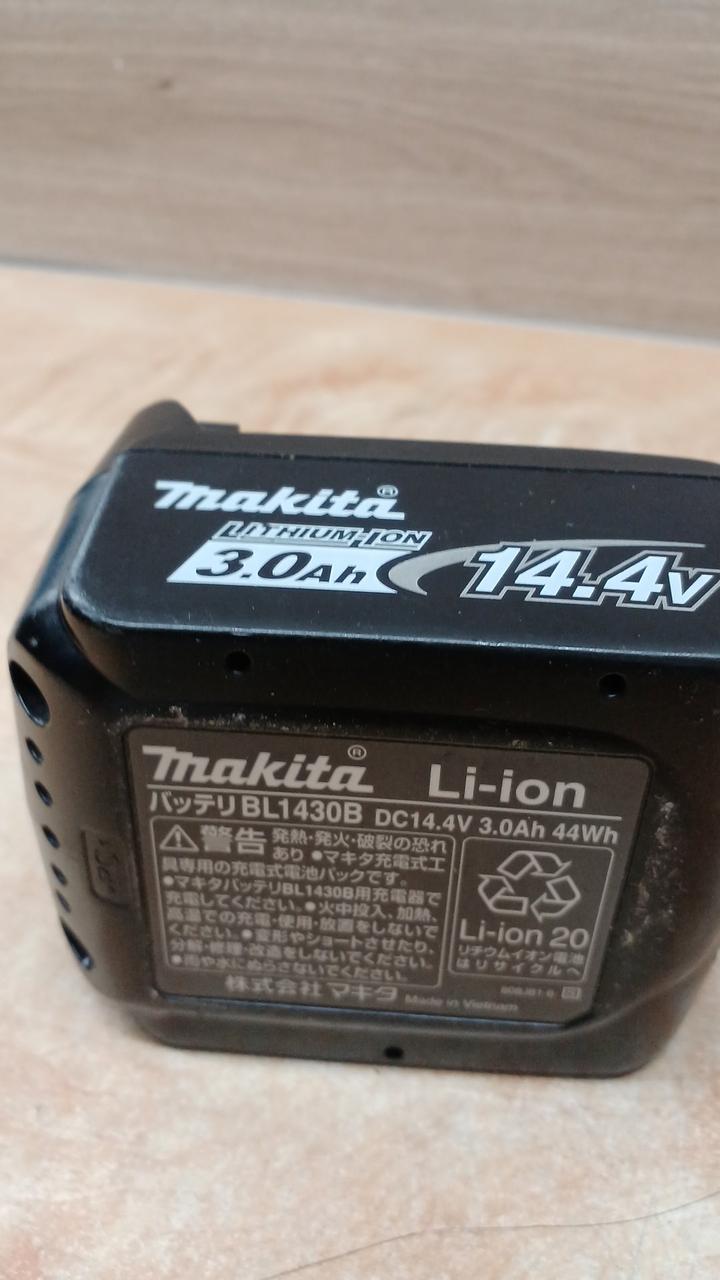 makita®
LITHIUM-ION
3.0Ah 14.4V
makita® Li-ion
バッテリBL1430B DC14.4V 3.0Ah 44Wh
⚠警告 発熱・発火・破裂の恐れ
あり ●マキタ充電式工
具専用の充電式電池パックです。
●マキタバッテリBL1430B用充電器で
充電してください。●火中投入、加熱、
高温での充電・使用・放置をしないで
ください。●変形やショートさせたり、
分解・修理・改造をしないでください。
●雨や水にぬらさないでください。
Li-ion 20
リチウムイオン電池
はリサイクルへ
株式会社 マキタ Made in Vietnam